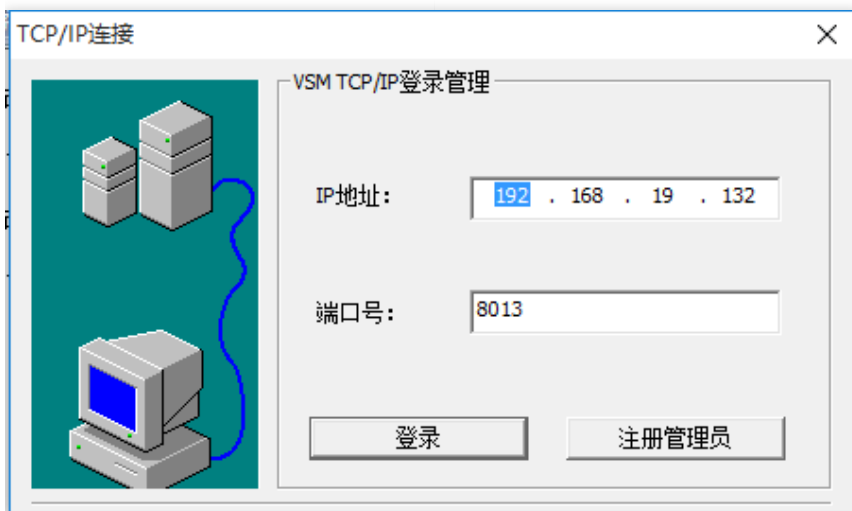 TCP/IP连接
VSM TCP/IP登录管理
IP地址: 192 . 168 . 19 . 132
端口号: 8013
登录 注册管理员